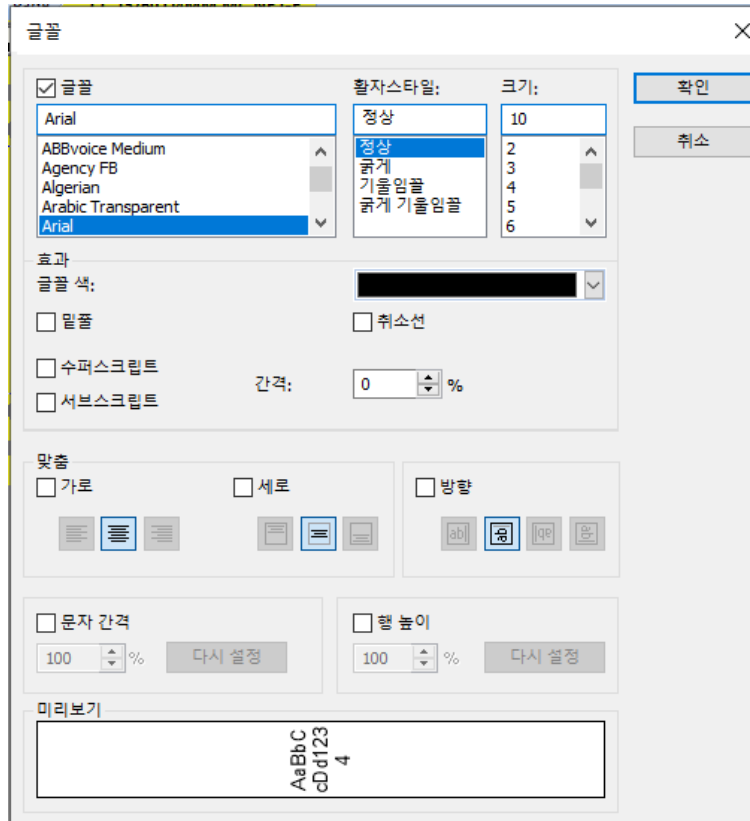 글꼴
글꼴
활자스타일:
크기:
확인
Arial
정상
10
취소
ABBvoice Medium
Agency FB
Algerian
Arabic Transparent
Arial
정상
굵게
기울임꼴
굵게 기울임꼴
2
3
4
5
6
효과
글꼴 색:
밑줄
취소선
수퍼스크립트
서브스크립트
간격:
0
%
맞춤
가로
세로
방향
문자 간격
100
%
다시 설정
행 높이
100
%
다시 설정
미리보기
AaBbC
cDd123
4